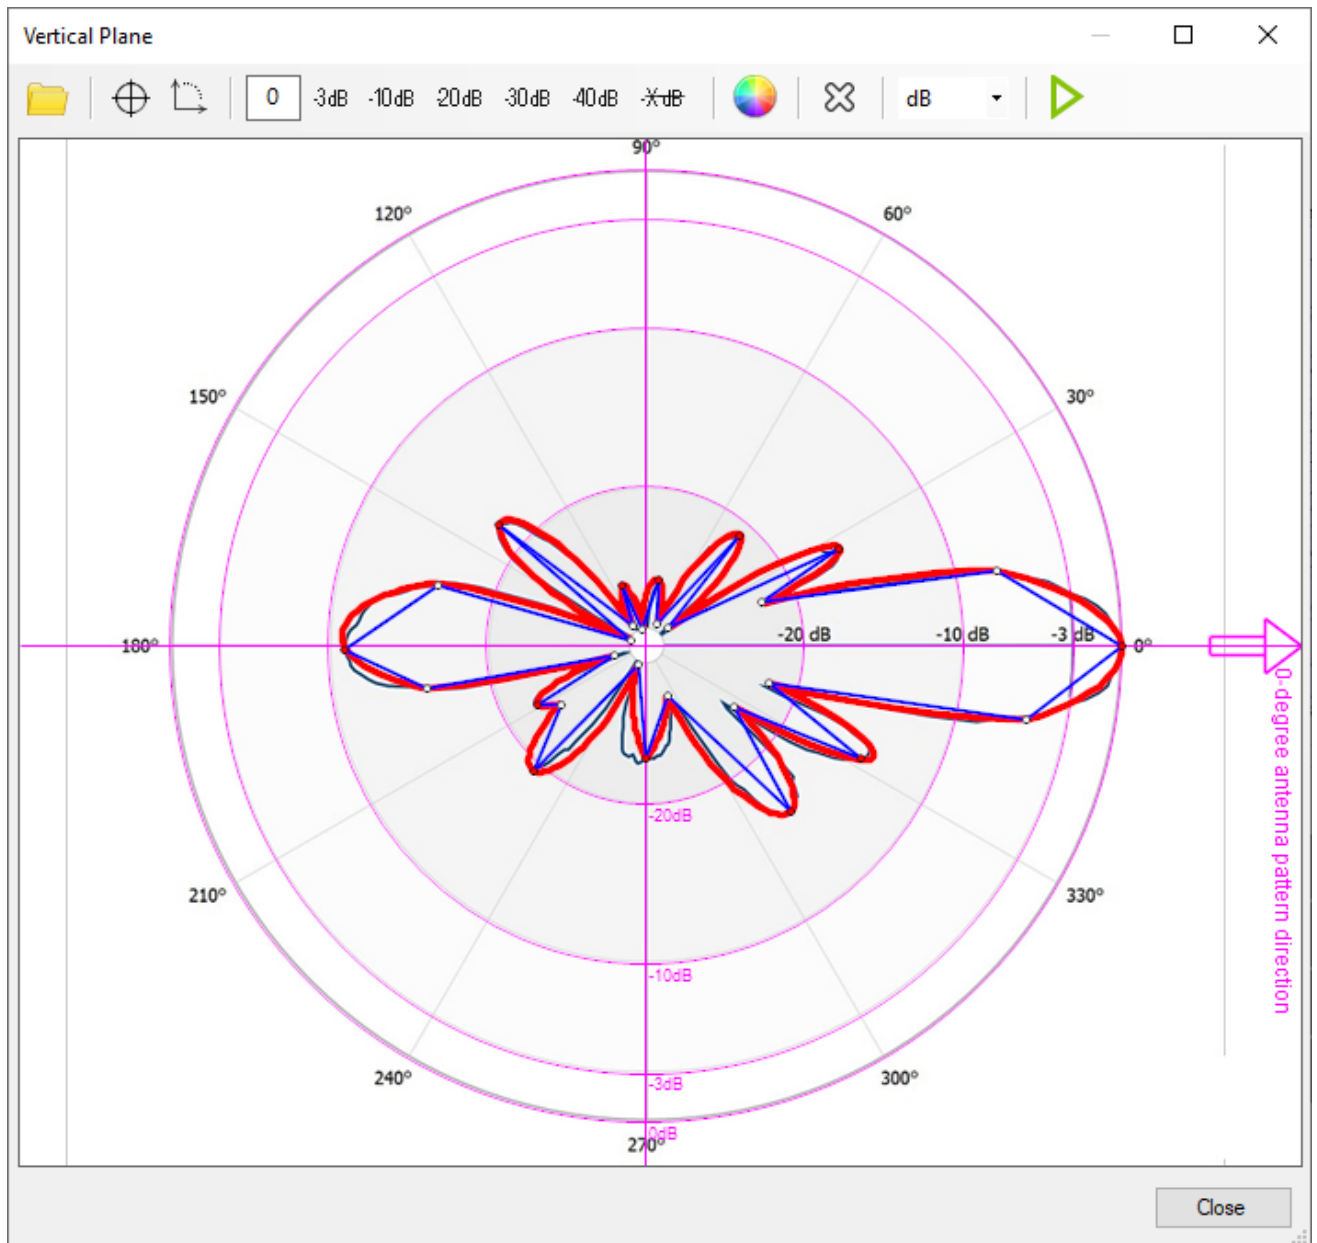 Vertical Plane
0 -3dB -10dB -20dB -30dB -40dB -X dB dB
90°
120° 60°
150° 30°
-20 dB -10 dB -3 dB
180° 0°
0-degree antenna pattern direction
-20dB
210° 330°
-10dB
240° 300°
-3dB
0dB
270°
Close